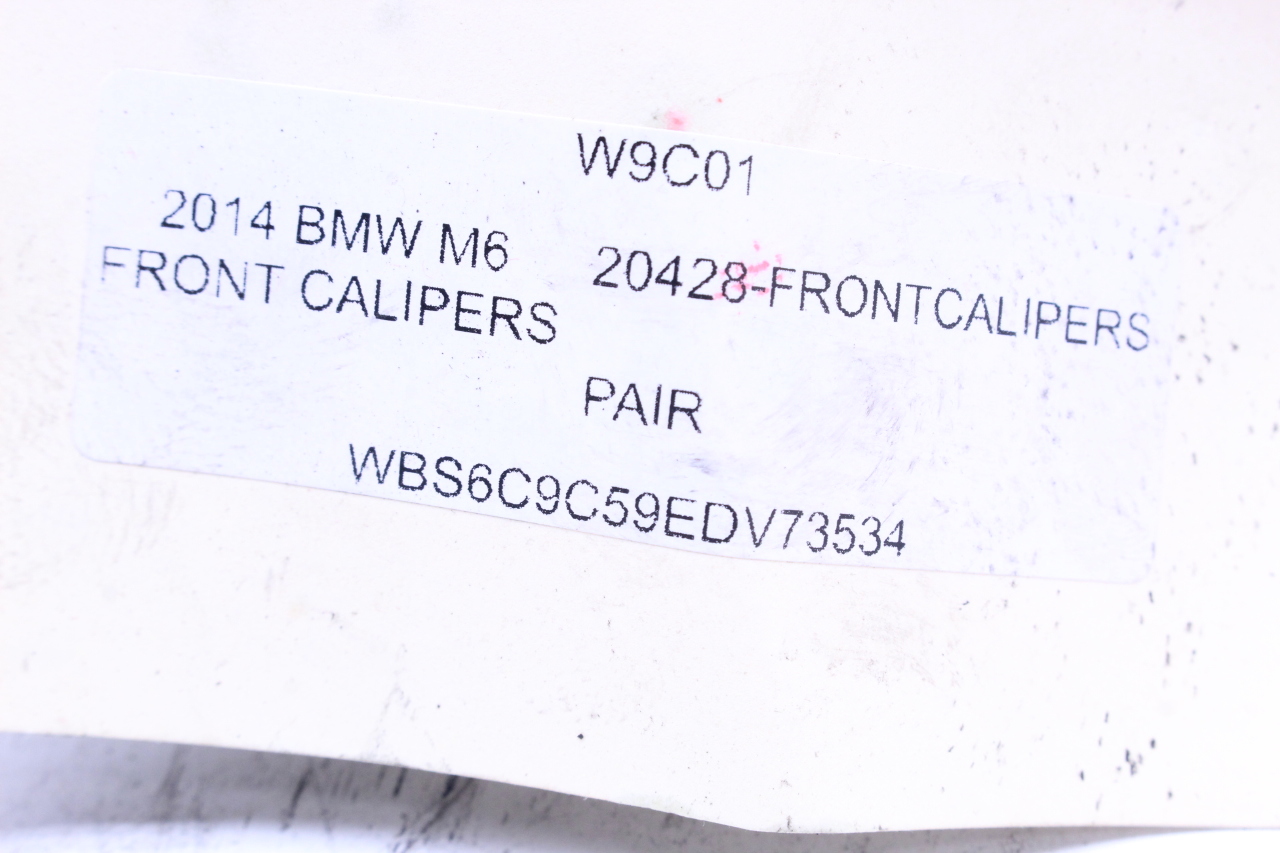 W9C01
2014 BMW M6
FRONT CALIPERS
20428-FRONTCALIPERS
PAIR
WBS6C9C59EDV73534